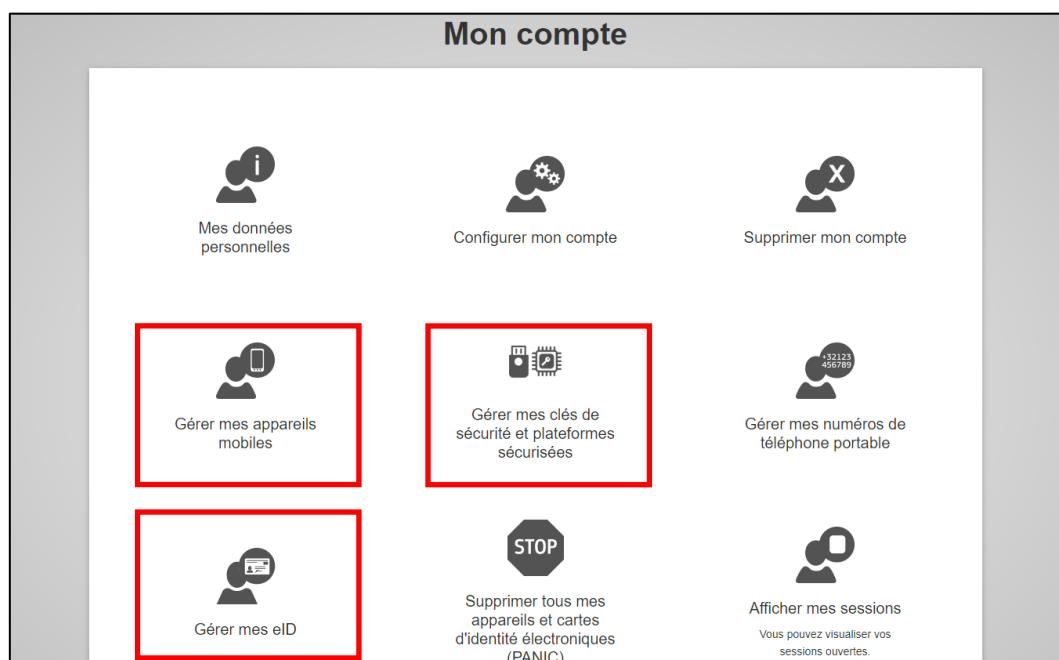 Mon compte
i
Mes données
personnelles
Configurer mon compte
X
Supprimer mon compte
Gérer mes appareils
mobiles
Gérer mes clés de
sécurité et plateformes
sécurisées
+32123
456789
Gérer mes numéros de
téléphone portable
Gérer mes eID
STOP
Supprimer tous mes
appareils et cartes
d'identité électroniques
(PANIC)
Afficher mes sessions
Vous pouvez visualiser vos
sessions ouvertes.